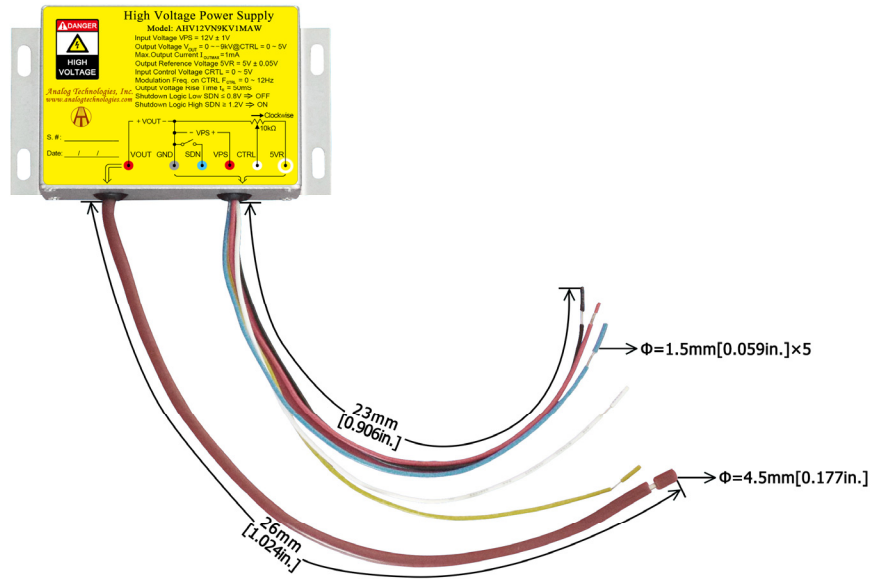 High Voltage Power Supply
Model: AHV12VN9KV1MAW
DANGER
HIGH
VOLTAGE
Input Voltage VPS = 12V ± 1V
Output Voltage VOUT = 0 ~ −9kV@CTRL = 0 ~ 5V
Max.Output Current IOUTMAX =1mA
Output Reference Voltage 5VR = 5V ± 0.05V
Input Control Voltage CRTL = 0 ~ 5V
Modulation Freq. on CTRL FCTRL = 0 ~ 12Hz
Output Voltage Rise Time tR = 50mS
Shutdown Logic Low SDN ≤ 0.8V ⇒ OFF
Shutdown Logic High SDN ≥ 1.2V ⇒ ON
Analog Technologies, Inc.
www.analogtechnologies.com
S. #:
Date: / /
+ VOUT −
− VPS +
Clockwise
10kΩ
VOUT GND SDN VPS CTRL 5VR
Φ=1.5mm[0.059in.]×5
23mm
[0.906in.]
Φ=4.5mm[0.177in.]
26mm
[1.024in.]